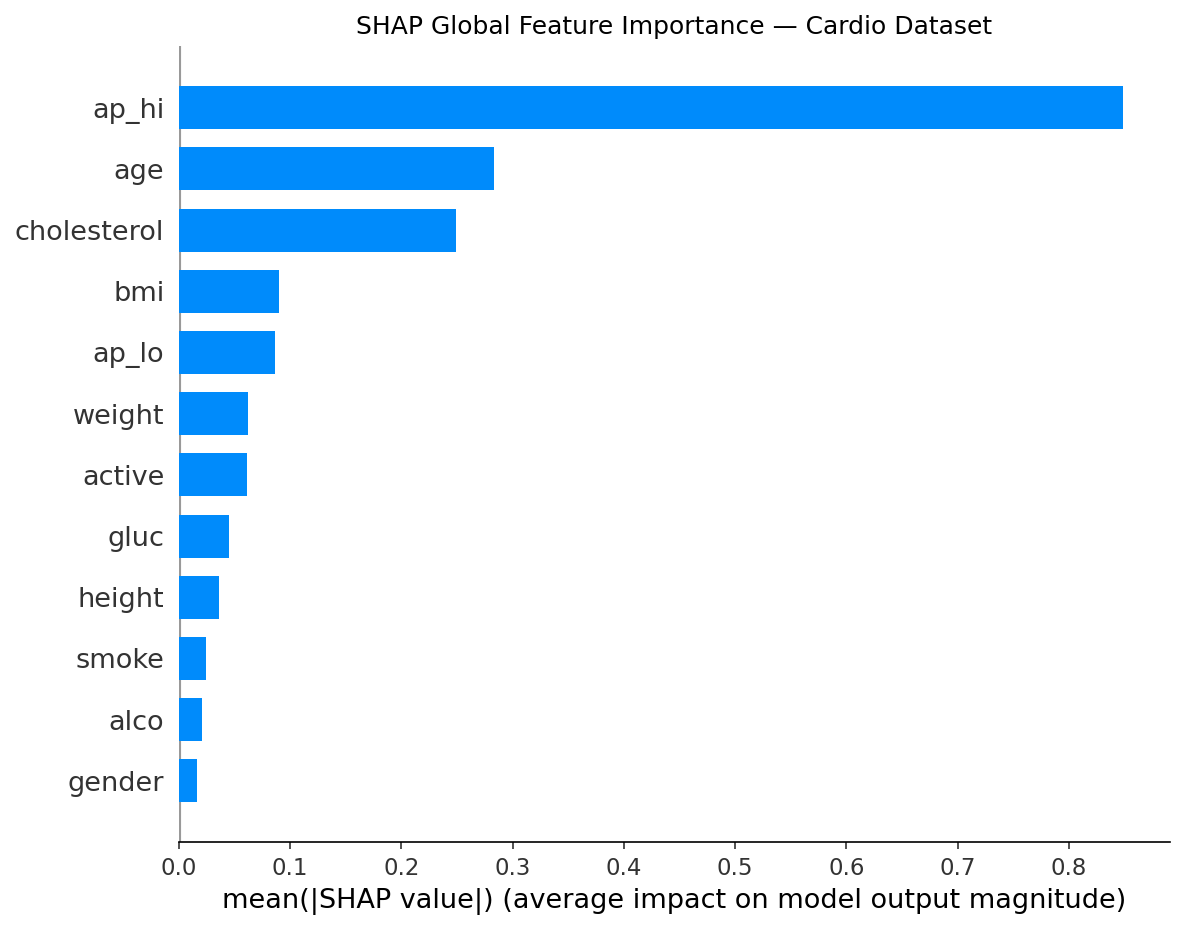 SHAP Global Feature Importance — Cardio Dataset
ap_hi
age
cholesterol
bmi
ap_lo
weight
active
gluc
height
smoke
alco
gender
0.0 0.1 0.2 0.3 0.4 0.5 0.6 0.7 0.8
mean(|SHAP value|) (average impact on model output magnitude)